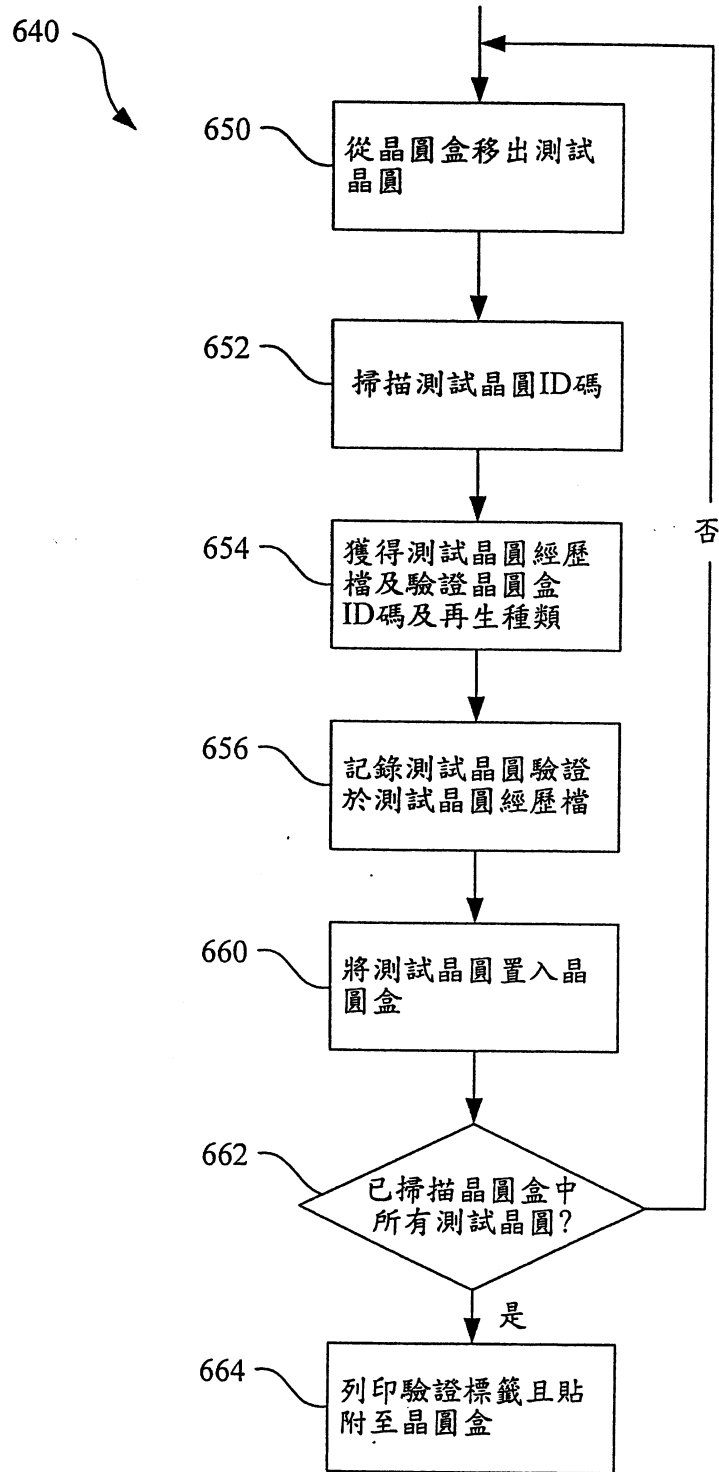 640
650
從晶圓盒移出測試
晶圓
652
掃描測試晶圓ID碼
654
獲得測試晶圓經歷
檔及驗證晶圓盒
ID碼及再生種類
否
656
記錄測試晶圓驗證
於測試晶圓經歷檔
660
將測試晶圓置入晶
圓盒
662
已掃描晶圓盒中
所有測試晶圓?
是
664
列印驗證標籤且貼
附至晶圓盒